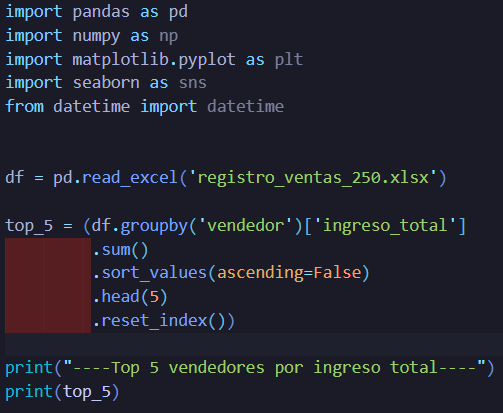 import pandas as pd
import numpy as np
import matplotlib.pyplot as plt
import seaborn as sns
from datetime import datetime
df = pd.read_excel('registro_ventas_250.xlsx')
top_5 = (df.groupby('vendedor')['ingreso_total']
.sum()
.sort_values(ascending=False)
.head(5)
.reset_index())
print("----Top 5 vendedores por ingreso total----")
print(top_5)